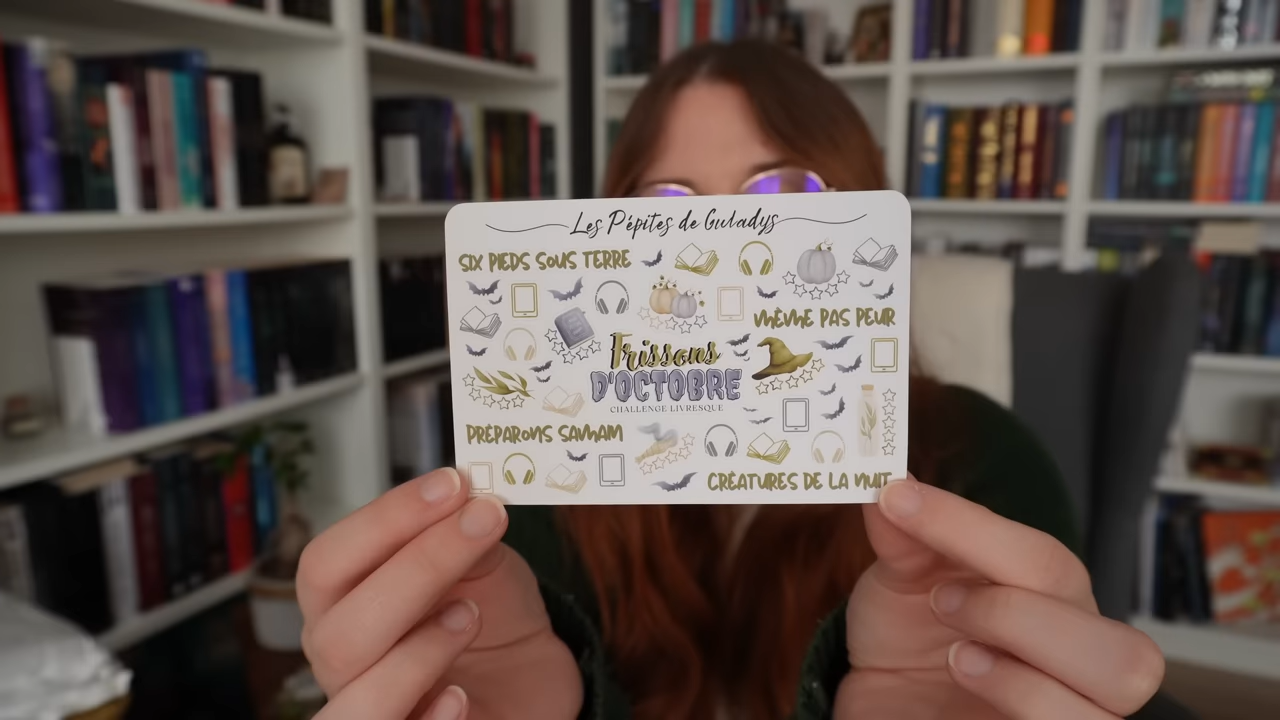 Les Pépites de Gwladys
SIX PIEDS SOUS TERRE
MÊME PAS PEUR
Frissons
D'OCTOBRE
CHALLENGE LIVRESQUE
PRÉPARONS SAMAIN
CRÉATURES DE LA NUIT